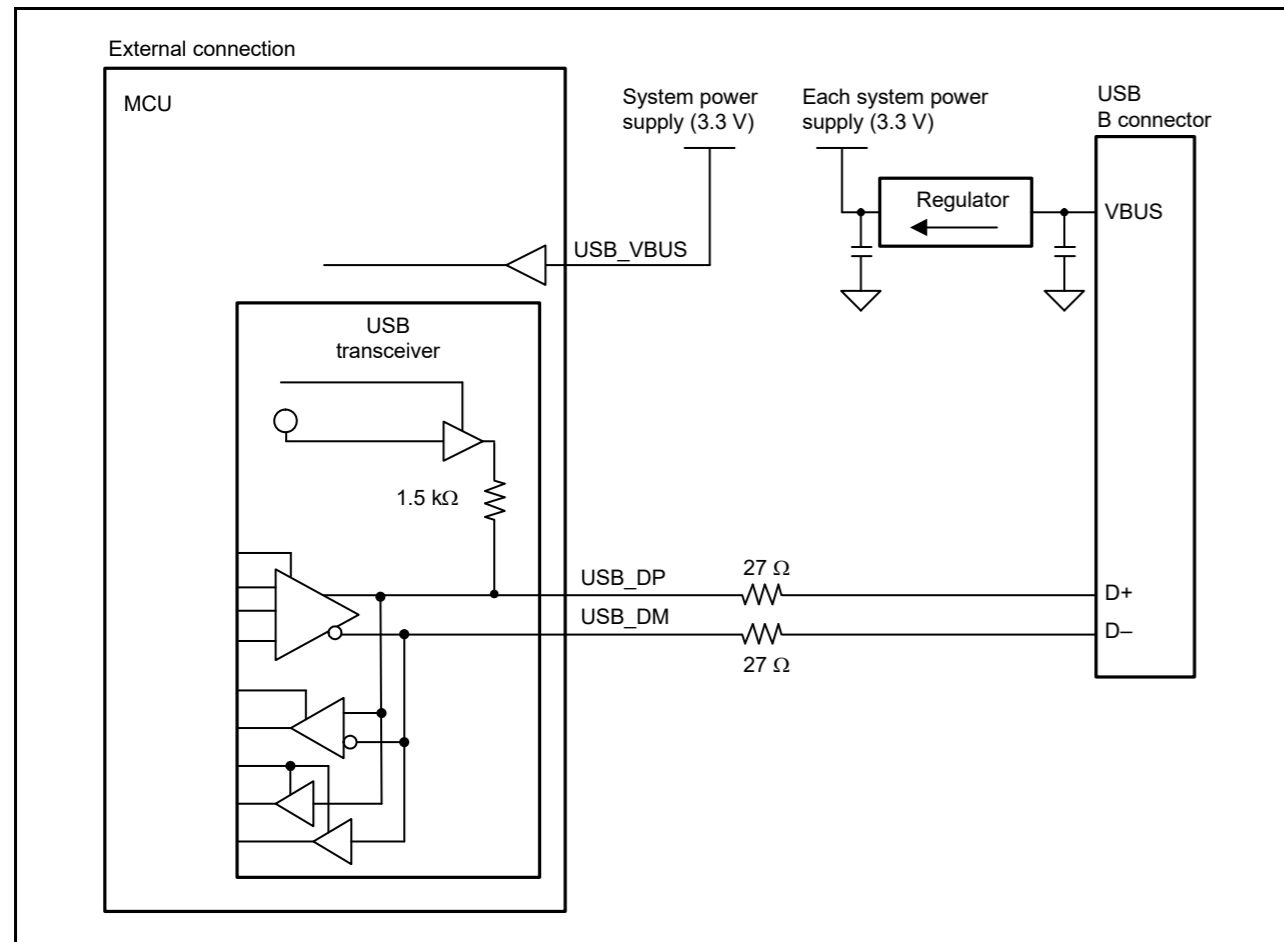 External connection
MCU
System power
supply (3.3 V)
Each system power
supply (3.3 V)
USB
B connector
Regulator
VBUS
USB_VBUS
USB
transceiver
1.5 kΩ
USB_DP
27 Ω
D+
USB_DM
D–
27 Ω